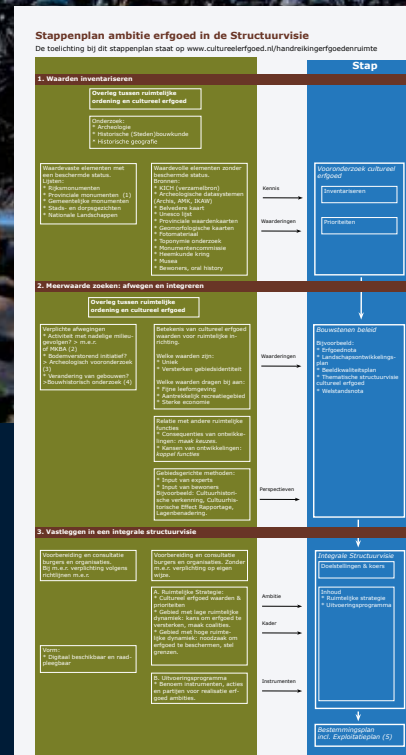 Stappenplan ambitie erfgoed in de Structuurvisie
De toelichting bij dit stappenplan staat op www.cultureelerfgoed.nl/handreikingerfgoedenruimte
Stap
1. Waarden inventariseren
Overleg tussen ruimtelijke
ordening en cultureel erfgoed
Onderzoek:
* Archeologie
* Historische (Steden)bouwkunde
* Historische geografie
Waardevaste elementen met
een beschermde status.
Lijsten:
* Rijksmonumenten
* Provinciale monumenten (1)
* Gemeentelijke monumenten
* Stads- en dorpsgezichten
* Nationale Landschappen
Waardevolle elementen zonder
beschermde status.
Bronnen:
* KICH (verzamelbron)
* Archeologische datasystemen
(Archis, AMK, IKAW)
* Belvedere kaart
* Unesco lijst
* Provinciale waardenkaarten
* Geomorfologische kaarten
* Fotomateriaal
* Toponymie onderzoek
* Monumentencommissie
* Heemkunde kring
* Musea
* Bewoners, oral history
Kennis
Waarderingen
Vooronderzoek cultureel
erfgoed
Inventariseren
Prioriteiten
2. Meerwaarde zoeken: afwegen en integreren
Overleg tussen ruimtelijke
ordening en cultureel erfgoed
Verplichte afwegingen
* Activiteit met nadelige milieu-
gevolgen? > m.e.r.
of MKBA (2)
* Bodemverstorend initiatief?
> Archeologisch vooronderzoek
(3)
* Verandering van gebouwen?
>Bouwhistorisch onderzoek (4)
Betekenis van cultureel erfgoed
waarden voor ruimtelijke in-
richting.
Welke waarden zijn:
* Uniek
* Versterken gebiedsidentiteit
Welke waarden dragen bij aan:
* Fijne leefomgeving
* Aantrekkelijk recreatiegebied
* Sterke economie
Relatie met andere ruimtelijke
functies
* Consequenties van ontwikke-
lingen: maak keuzes.
* Kansen van ontwikkelingen:
koppel functies
Gebiedsgerichte methoden:
* Input van experts
* Input van bewoners
Bijvoorbeeld: Cultuurhistori-
sche verkenning, Cultuurhis-
torische Effect Rapportage,
Lagenbenadering.
Waarderingen
Perspectieven
Bouwstenen beleid
Bijvoorbeeld:
* Erfgoednota
* Landschapsontwikkelings-
plan
* Beeldkwaliteitsplan
* Thematische structuurvisie
cultureel erfgoed
* Welstandsnota
3. Vastleggen in een integrale structuurvisie
Voorbereiding en consultatie
burgers en organisaties.
Bij m.e.r. verplichting volgens
richtlijnen m.e.r.
Vorm:
* Digitaal beschikbaar en raad-
pleegbaar
Voorbereiding en consultatie
burgers en organisaties. Zonder
m.e.r. verplichting op eigen
wijze.
A. Ruimtelijke Strategie:
* Cultureel erfgoed waarden &
prioriteiten
* Gebied met lage ruimtelijke
dynamiek: kans om erfgoed te
versterken, maak coalities.
* Gebied met hoge ruimte-
lijke dynamiek: noodzaak om
erfgoed te beschermen, stel
grenzen.
B. Uitvoeringsprogramma
* Benoem instrumenten, acties
en partijen voor realisatie erf-
goed ambities.
Ambitie
Kader
Instrumenten
Integrale Structuurvisie
Doelstellingen & koers
Inhoud
* Ruimtelijke strategie
* Uitvoeringsprogramma
Bestemmingsplan
incl. Exploitatieplan (5)